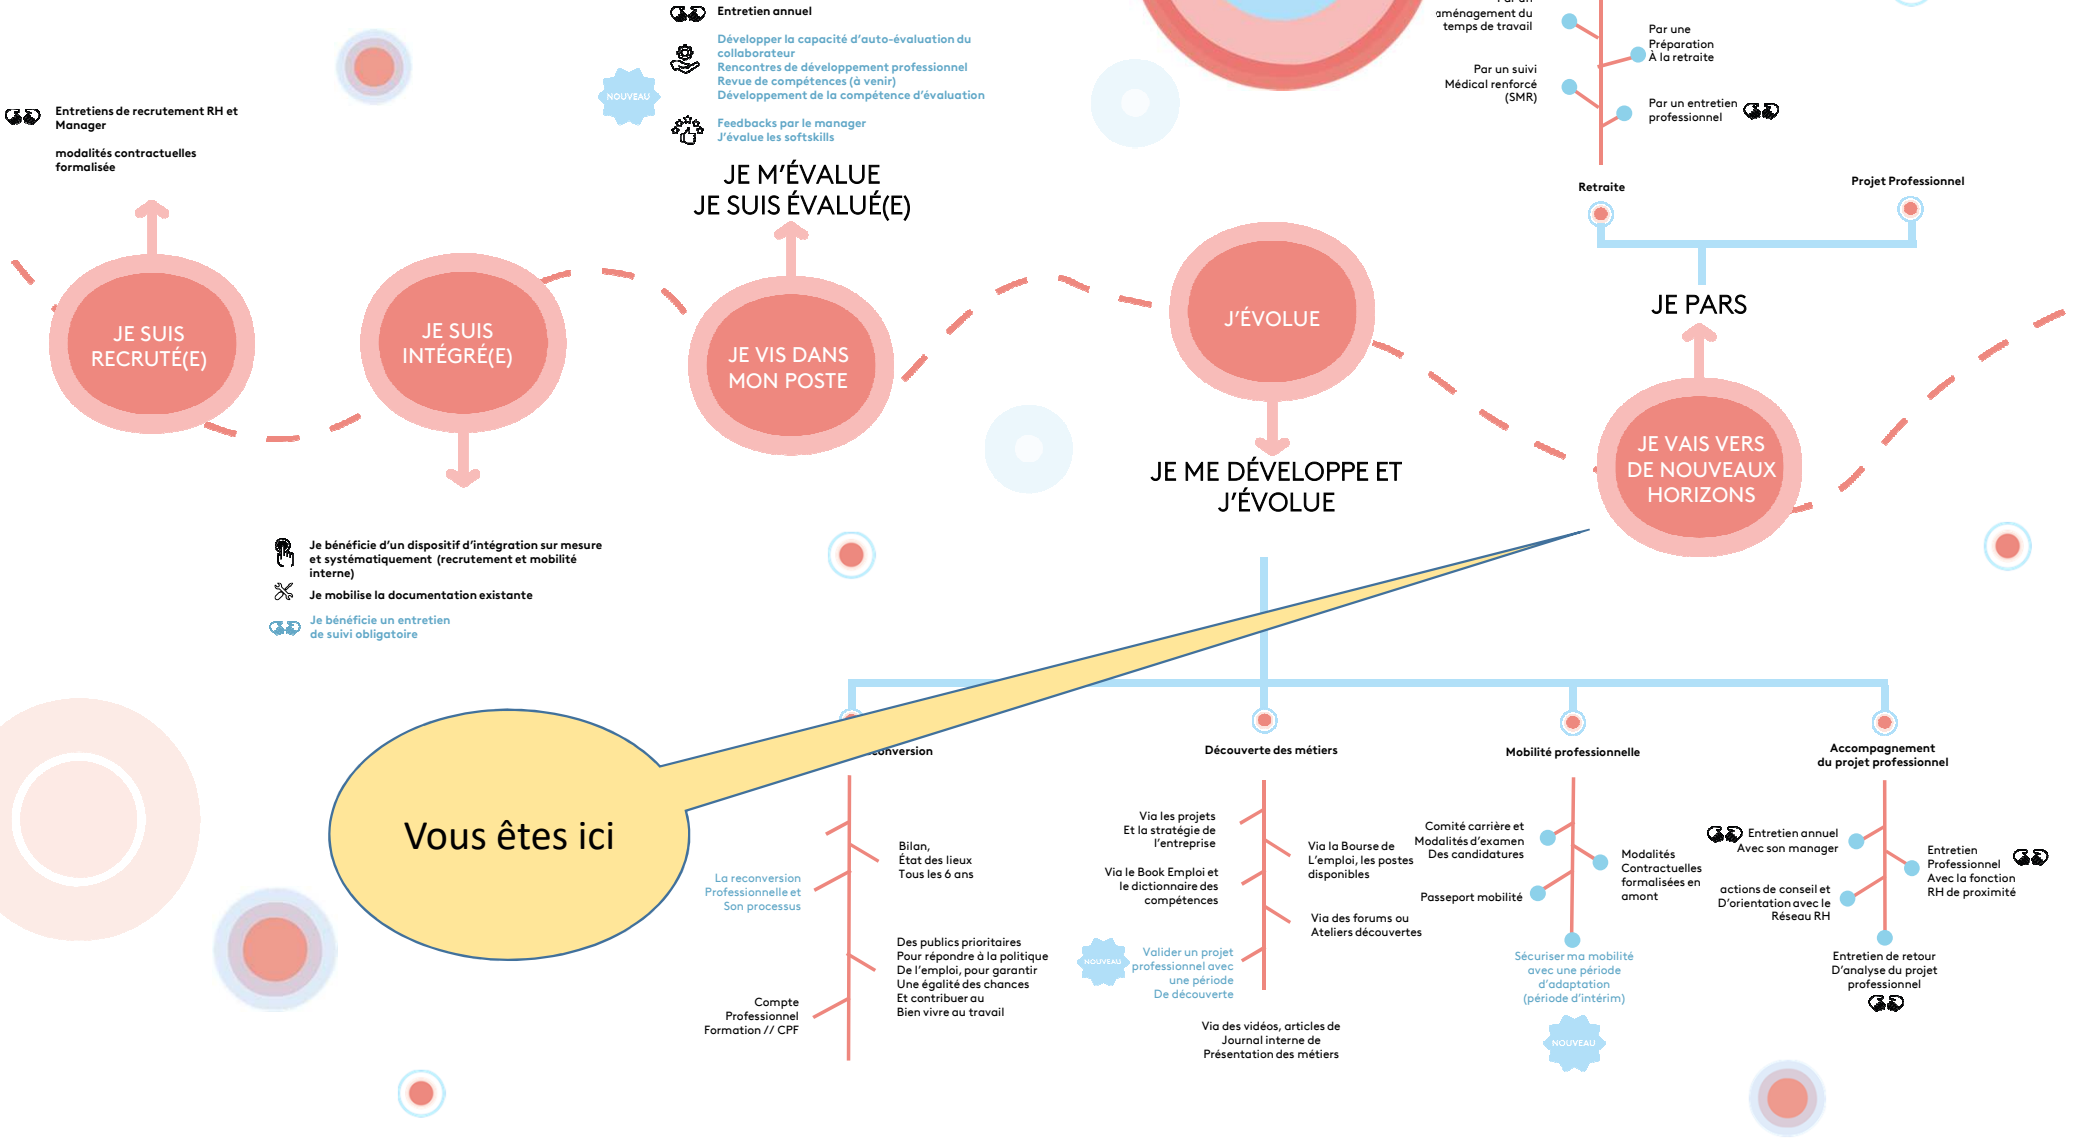 Entretien annuel
Développer la capacité d'auto-évaluation du
collaborateur
Rencontres de développement professionnel
Revue de compétences (à venir)
Développement de la compétence d'évaluation
NOUVEAU
Feedbacks par le manager
J'évalue les softskills
JE M'ÉVALUE
JE SUIS ÉVALUÉ(E)
Entretiens de recrutement RH et
Manager
modalités contractuelles
formalisée
aménagement du
temps de travail
Par une
Préparation
À la retraite
Par un suivi
Médical renforcé
(SMR)
Par un entretien
professionnel
Retraite
Projet Professionnel
JE PARS
JE SUIS
RECRUTÉ(E)
JE SUIS
INTÉGRÉ(E)
JE VIS DANS
MON POSTE
J'ÉVOLUE
JE VAIS VERS
DE NOUVEAUX
HORIZONS
JE ME DÉVELOPPE ET
J'ÉVOLUE
Je bénéficie d'un dispositif d'intégration sur mesure
et systématiquement (recrutement et mobilité
interne)
Je mobilise la documentation existante
Je bénéficie un entretien
de suivi obligatoire
Vous êtes ici
conversion
Bilan,
État des lieux
Tous les 6 ans
La reconversion
Professionnelle et
Son processus
Des publics prioritaires
Pour répondre à la politique
De l'emploi, pour garantir
Une égalité des chances
Et contribuer au
Bien vivre au travail
Compte
Professionnel
Formation // CPF
Découverte des métiers
Via les projets
Et la stratégie de
l'entreprise
Via la Bourse de
L'emploi, les postes
disponibles
Via le Book Emploi et
le dictionnaire des
compétences
Via des forums ou
Ateliers découvertes
NOUVEAU
Valider un projet
professionnel avec
une période
De découverte
Via des vidéos, articles de
Journal interne de
Présentation des métiers
Mobilité professionnelle
Comité carrière et
Modalités d'examen
Des candidatures
Modalités
Contractuelles
formalisées en
amont
Passeport mobilité
Sécuriser ma mobilité
avec une période
d'adaptation
(période d'intérim)
NOUVEAU
Accompagnement
du projet professionnel
Entretien annuel
Avec son manager
Entretien
Professionnel
Avec la fonction
RH de proximité
actions de conseil et
D'orientation avec le
Réseau RH
Entretien de retour
D'analyse du projet
professionnel